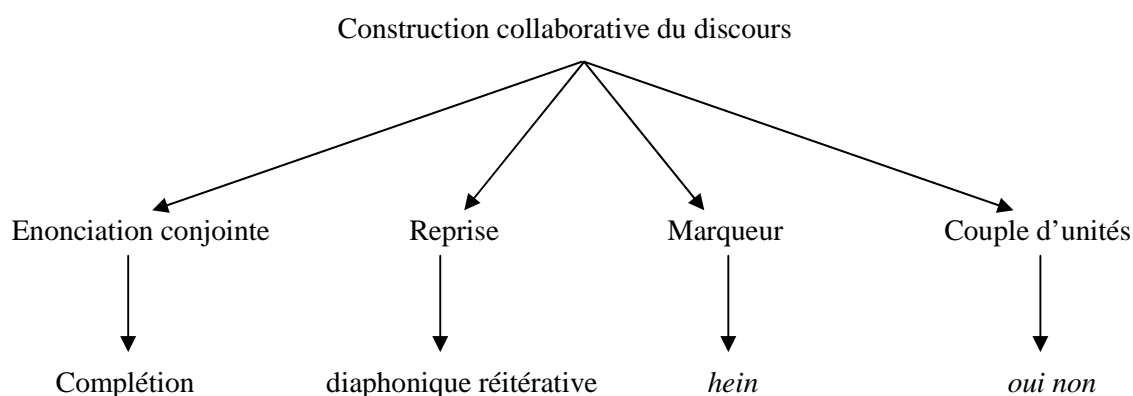 Construction collaborative du discours
Enonciation conjointe Reprise Marqueur Couple d’unités
Complétion diaphonique réitérative hein oui non